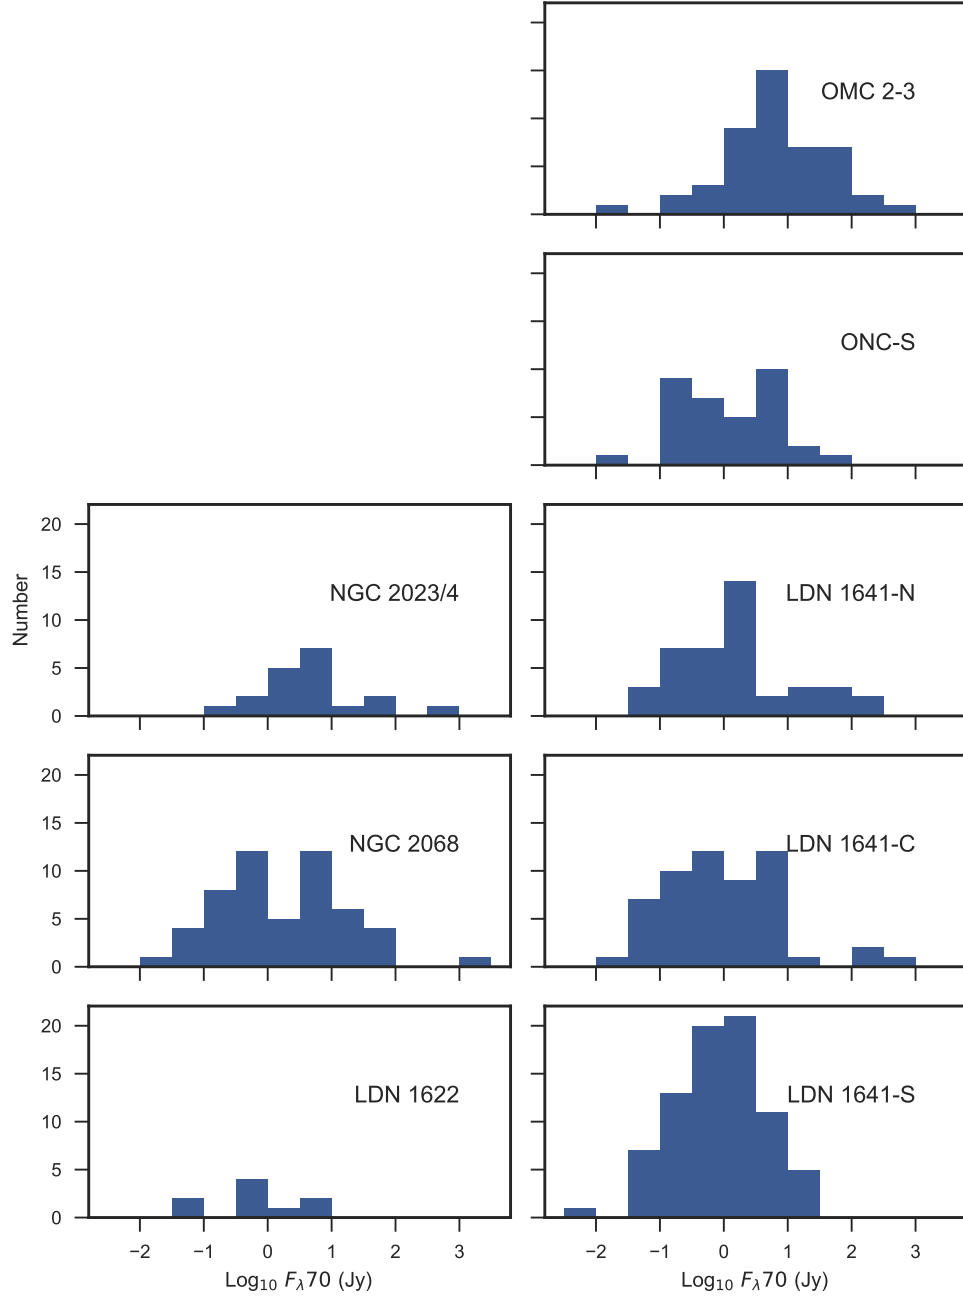 OMC 2-3
ONC-S
20
15
10
5
0
Number
NGC 2023/4
LDN 1641-N
20
15
10
5
0
NGC 2068
LDN 1641-C
20
15
10
5
0
LDN 1622
LDN 1641-S
−2 −1 0 1 2 3
−2 −1 0 1 2 3
Log₁₀ F_λ70 (Jy)
Log₁₀ F_λ70 (Jy)